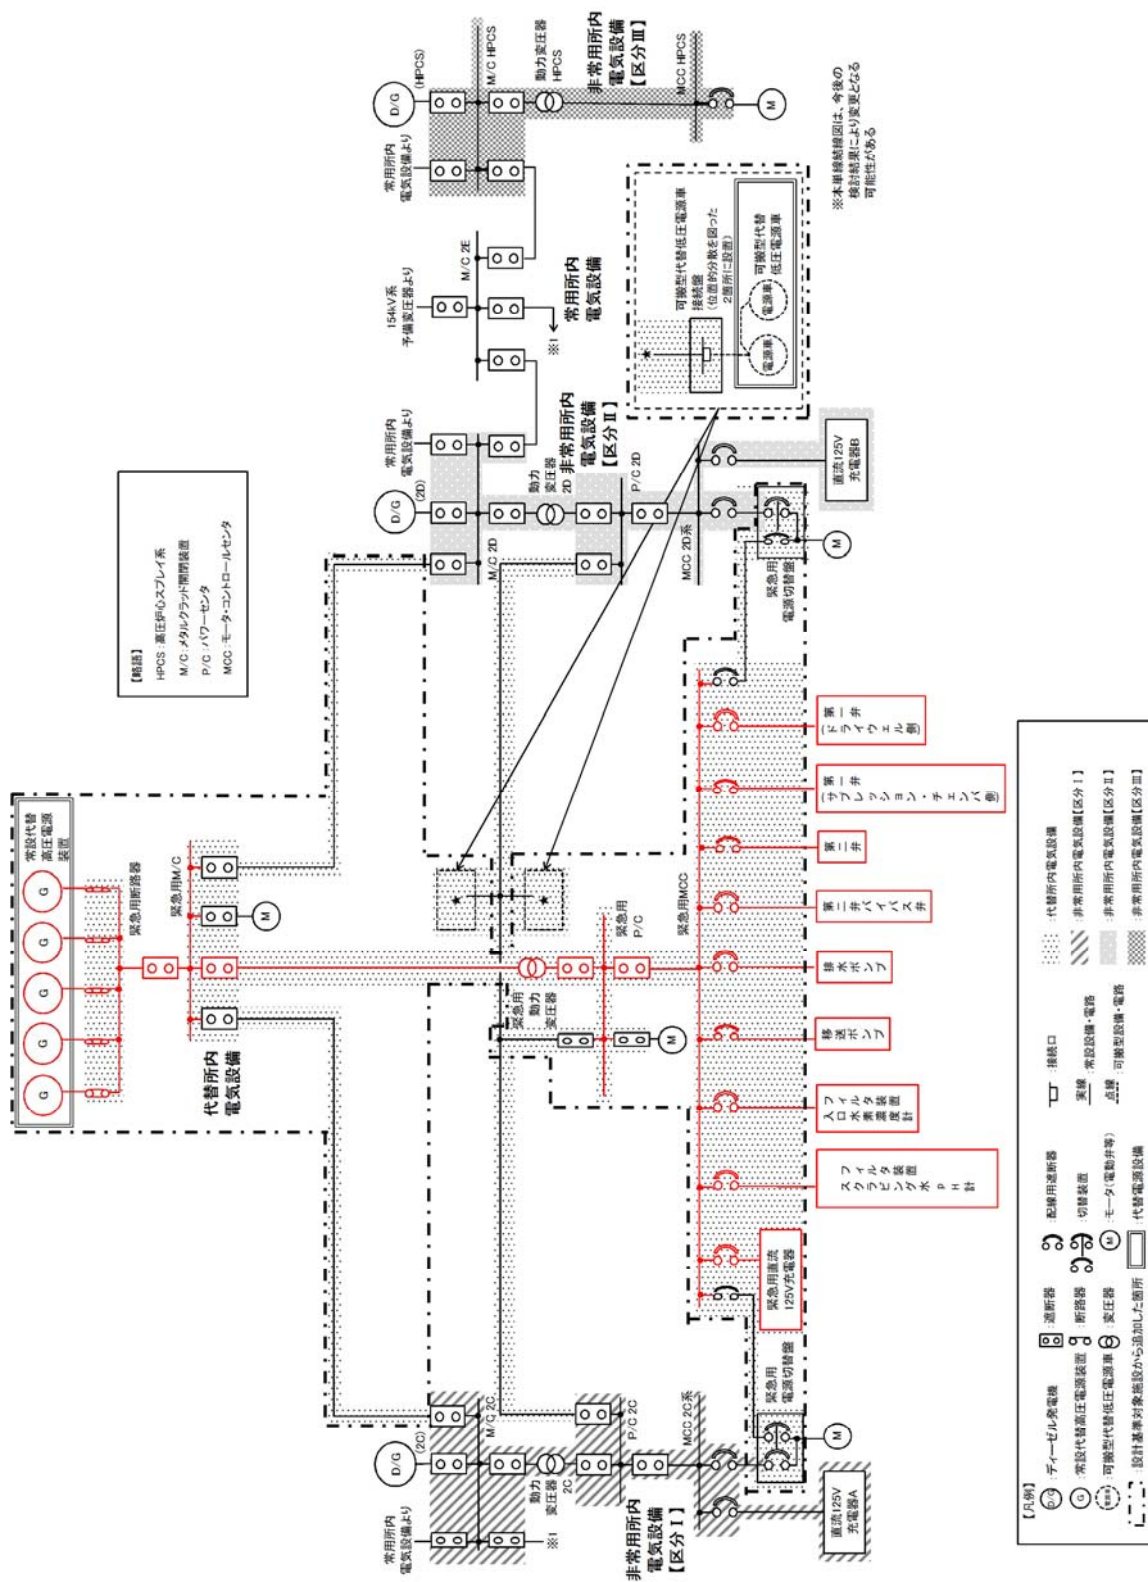 【略語】
HPCS :高圧炉心スプレイ系
M/C :メタルクラッド開閉装置
P/C :パワーセンタ
MCC :モータ・コントロールセンタ
常設代替
高圧電源
装置
G
G
G
G
G
緊急用断路器
緊急用M/C
M
代替所内
電気設備
常用所内
電気設備より
D/G
(2C)
M/C 2C
※1
動力
変圧器
2C
非常用所内
電気設備
【区分Ⅰ】
P/C 2C
MCC 2C系
直流125V
充電器A
緊急用
電源切替盤
M
緊急用
動力
変圧器
緊急用
P/C
M
★
★
緊急用MCC
緊急用直流
125V充電器
フィルタ装置
スクラビング水 PH計
フィルタ装置
入口水素濃度計
移送ポンプ
排水ポンプ
第二弁バイパス弁
第二弁
第一弁
(サプレッション・チェンバ側
第一弁
(ドライウェル側
D/G
(2D)
常用所内
電気設備より
M/C 2D
動力
変圧器
2D
非常用所内
電気設備
【区分Ⅱ】
P/C 2D
MCC 2D系
直流125V
充電器B
緊急用
電源切替盤
M
154kV系
予備変圧器より
M/C 2E
※1
常用所内
電気設備
常用所内
電気設備より
D/G
(HPCS)
M/C HPCS
動力変圧器
HPCS
非常用所内
電気設備
【区分Ⅲ】
MCC HPCS
M
可搬型代替低圧電源車
接続盤
(位置的分散を図った
2箇所に設置)
★
可搬型代替
低圧電源車
電源車
電源車
※本単線結線図は、今後の
検討結果により変更となる
可能性がある
【凡例】
D/G :ディーゼル発電機
G :常設代替高圧電源装置
電源車 :可搬型代替低圧電源車
:設計基準対象施設から追加した箇所
:遮断器
:断路器
:変圧器
:配線用遮断器
:切替装置
M :モータ(電動弁等)
:代替電源設備
:接続口
実線 :常設設備・電路
点線 :可搬型設備・電路
:代替所内電気設備
:非常用所内電気設備【区分Ⅰ】
:非常用所内電気設備【区分Ⅱ】
:非常用所内電気設備【区分Ⅲ】